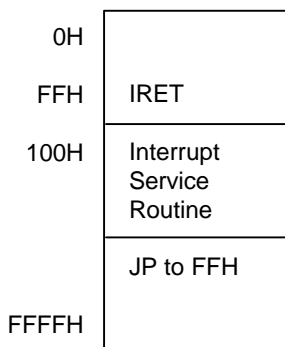 0H
FFH IRET
100H Interrupt
Service
Routine
JP to FFH
FFFFH